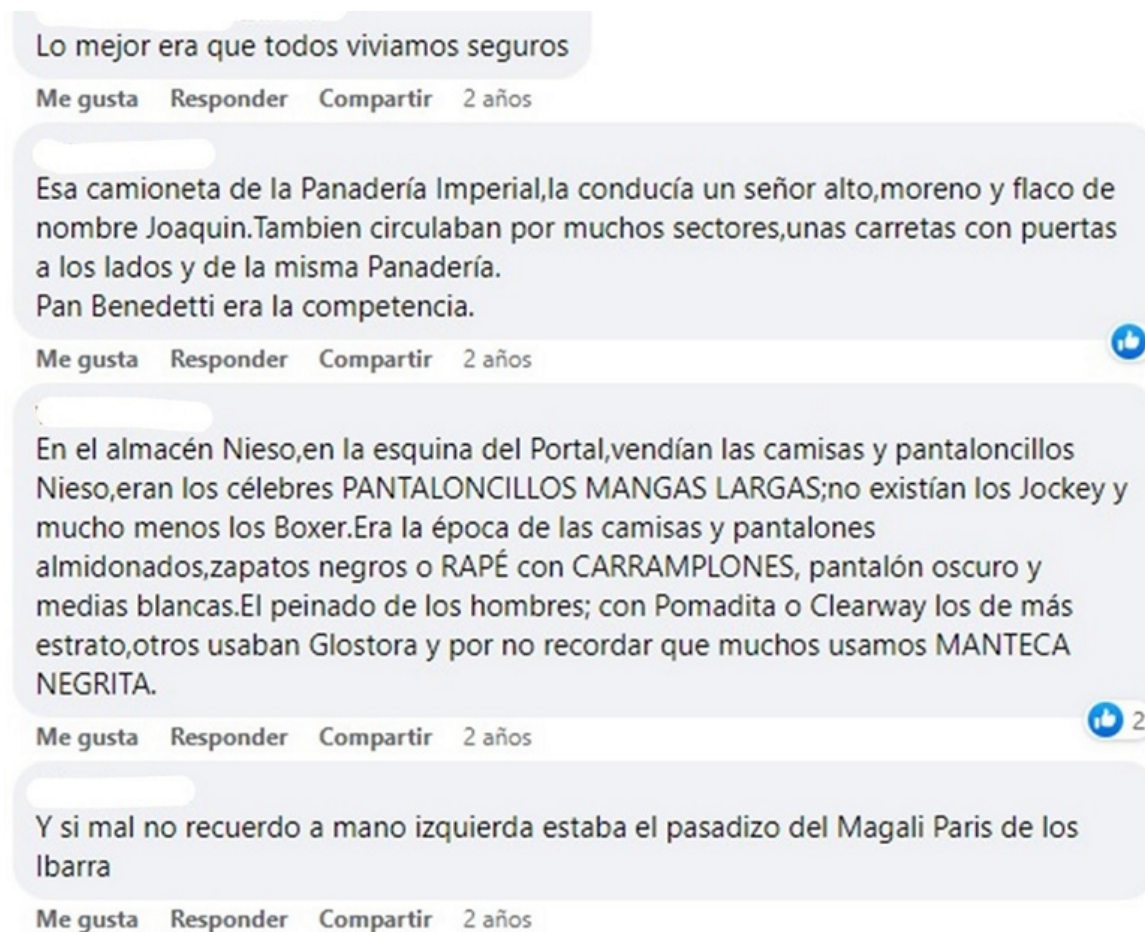 Lo mejor era que todos viviamos seguros
Me gusta Responder Compartir 2 años
Esa camioneta de la Panadería Imperial,la conducía un señor alto,moreno y flaco de
nombre Joaquin.Tambien circulaban por muchos sectores,unas carretas con puertas
a los lados y de la misma Panadería.
Pan Benedetti era la competencia.
Me gusta Responder Compartir 2 años
En el almacén Nieso,en la esquina del Portal,vendían las camisas y pantaloncillos
Nieso,eran los célebres PANTALONCILLOS MANGAS LARGAS;no existían los Jockey y
mucho menos los Boxer.Era la época de las camisas y pantalones
almidonados,zapatos negros o RAPÉ con CARRAMPLONES, pantalón oscuro y
medias blancas.El peinado de los hombres; con Pomadita o Clearway los de más
estrato,otros usaban Glostora y por no recordar que muchos usamos MANTECA
NEGRITA.
2
Me gusta Responder Compartir 2 años
Y si mal no recuerdo a mano izquierda estaba el pasadizo del Magali Paris de los
Ibarra
Me gusta Responder Compartir 2 años